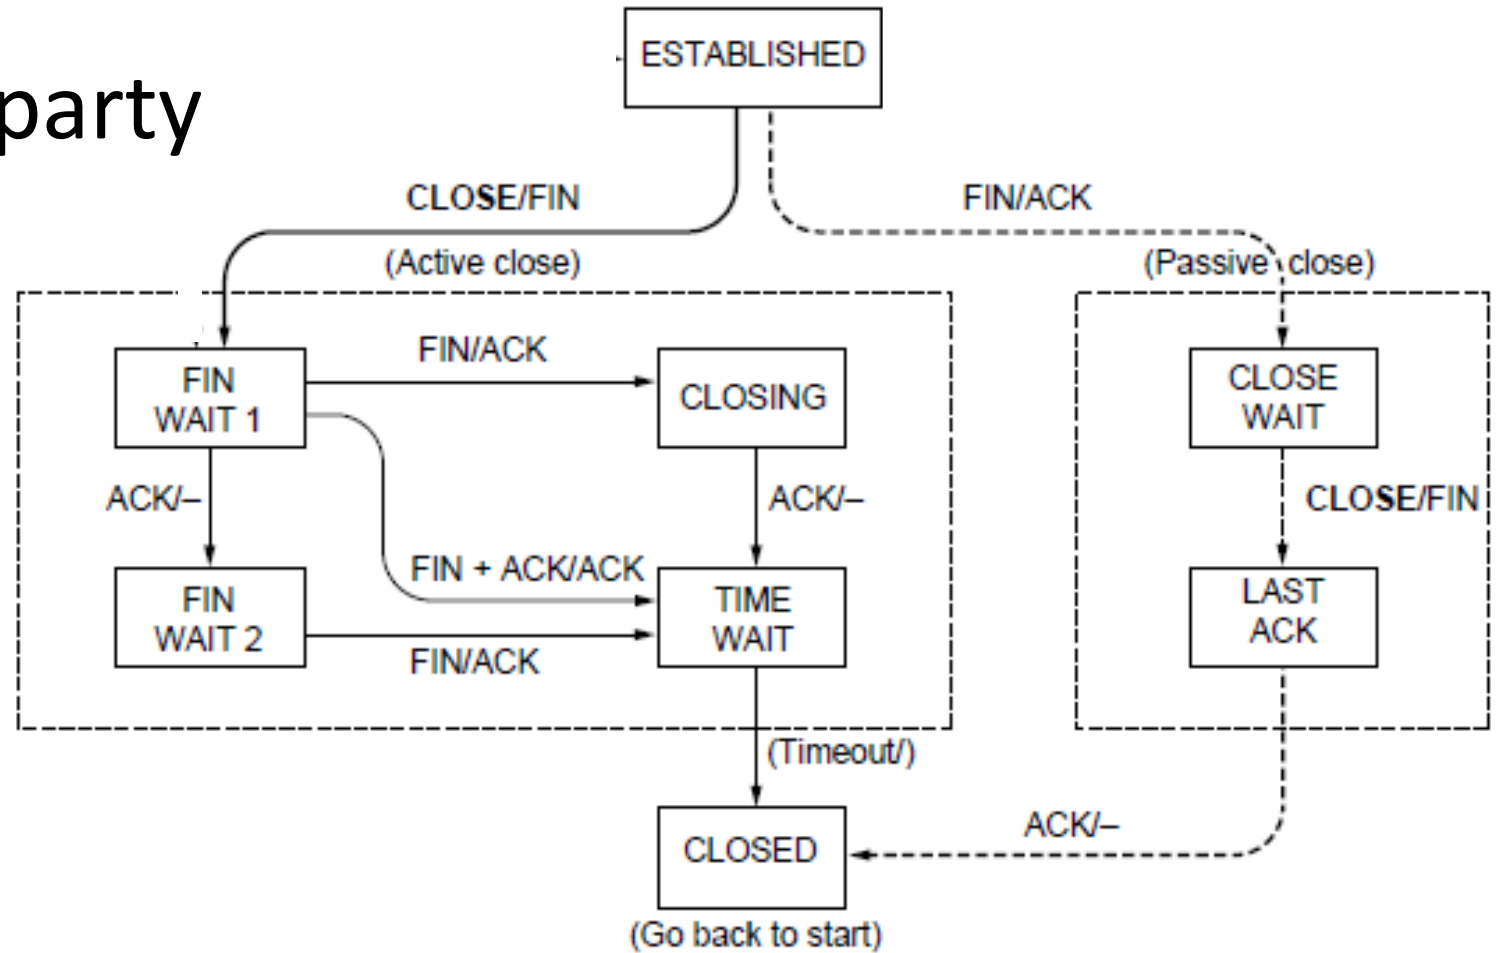 ESTABLISHED
party
CLOSE/FIN
FIN/ACK
(Active close)
(Passive close)
FIN/ACK
FIN
WAIT 1
CLOSING
CLOSE
WAIT
ACK/–
ACK/–
CLOSE/FIN
FIN + ACK/ACK
FIN
WAIT 2
TIME
WAIT
LAST
ACK
FIN/ACK
(Timeout/)
ACK/–
CLOSED
(Go back to start)